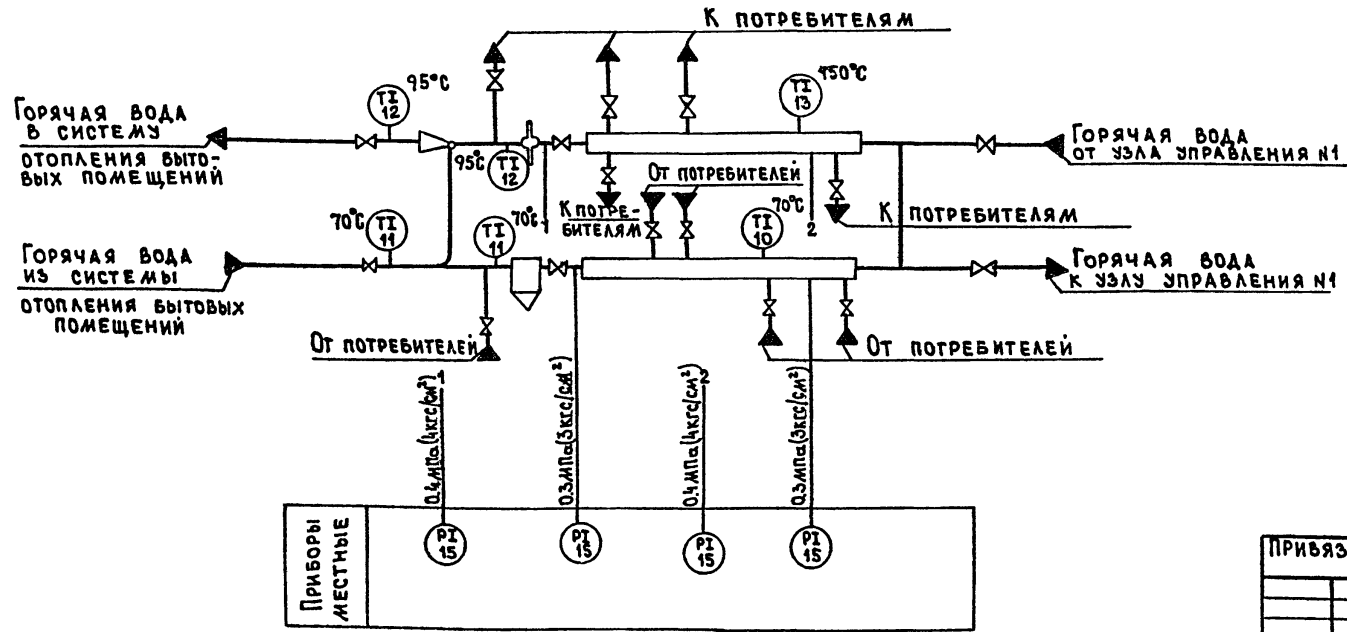 К ПОТРЕБИТЕЛЯМ
95°С
TI
12
150°С
TI
13
ГОРЯЧАЯ ВОДА
В СИСТЕМУ
ОТОПЛЕНИЯ БЫТО-
ВЫХ ПОМЕЩЕНИЙ
95°С
TI
12
ГОРЯЧАЯ ВОДА
ОТ УЗЛА УПРАВЛЕНИЯ N1
ОТ ПОТРЕБИТЕЛЕЙ
К ПОТРЕ-
БИТЕЛЯМ
К ПОТРЕБИТЕЛЯМ
70°С
TI
11
70°С
TI
11
1
70°С
TI
10
2
ГОРЯЧАЯ ВОДА
ИЗ СИСТЕМЫ
ОТОПЛЕНИЯ БЫТОВЫХ
ПОМЕЩЕНИЙ
ГОРЯЧАЯ ВОДА
К УЗЛУ УПРАВЛЕНИЯ N1
ОТ ПОТРЕБИТЕЛЕЙ
ОТ ПОТРЕБИТЕЛЕЙ
0.4МПа(4кгс/см²) 1
0.3МПа(3кгс/см²)
0.4МПа(4кгс/см²) 2
0.3МПа(3кгс/см²)
ПРИБОРЫ
МЕСТНЫЕ
PI
15
PI
15
PI
15
PI
15
ПРИВЯЗ